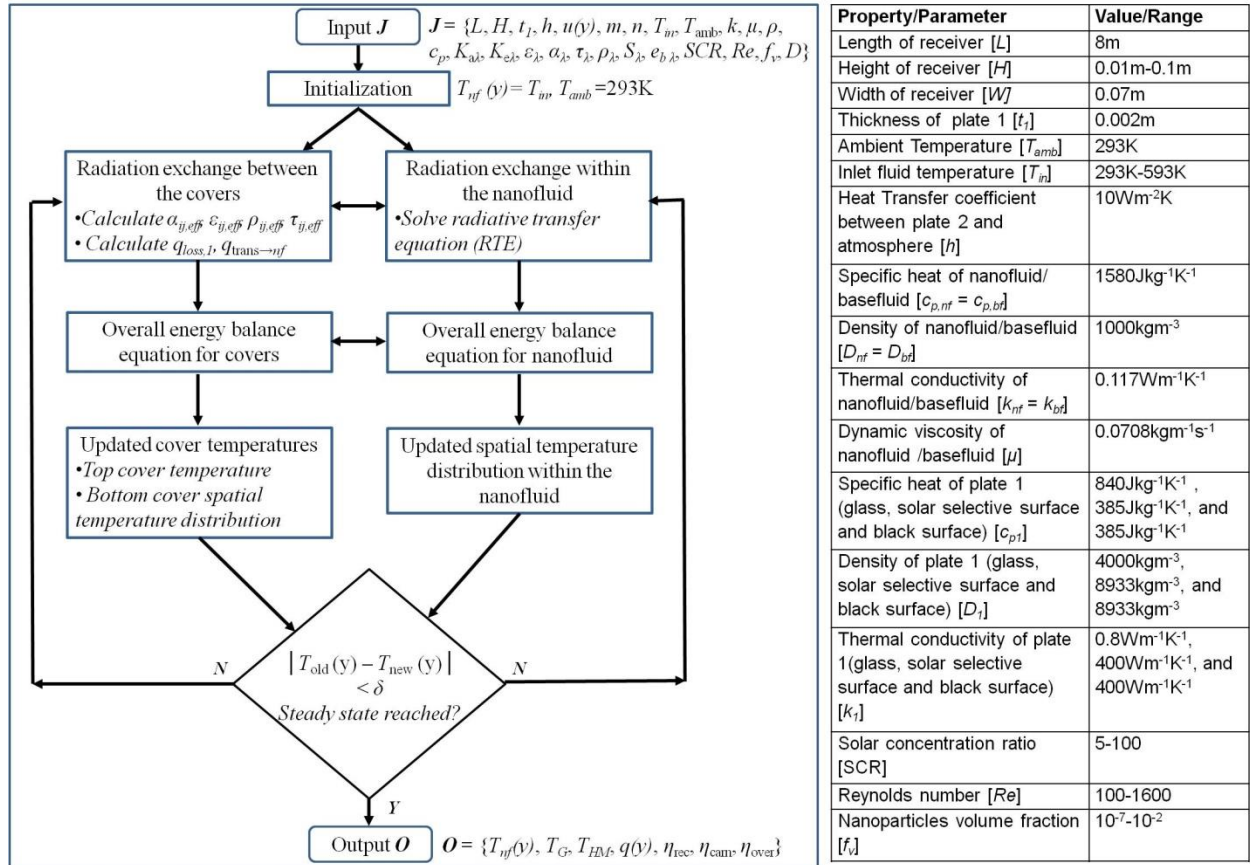 Input J
J = {L, H, t₁, h, u(y), m, n, Tin, Tamb, k, μ, ρ,
cp, Kaλ, Keλ, ελ, αλ, τλ, ρλ, Sλ, eb λ, SCR, Re, fv, D}
Initialization
Tnf (y) = Tin, Tamb =293K
Radiation exchange between
the covers
•Calculate αij,eff, εij,eff, ρij,eff, τij,eff
•Calculate qloss,1, qtrans→nf
Radiation exchange within
the nanofluid
•Solve radiative transfer
equation (RTE)
Overall energy balance
equation for covers
Overall energy balance
equation for nanofluid
Updated cover temperatures
•Top cover temperature
• Bottom cover spatial
temperature distribution
Updated spatial temperature
distribution within the
nanofluid
N
| Told (y) – Tnew (y) |
< δ
Steady state reached?
N
Y
Output O
O = {Tnf(y), TG, THM, q(y), ηrec, ηcarn, ηover}
Property/Parameter Value/Range
Length of receiver [L] 8m
Height of receiver [H] 0.01m-0.1m
Width of receiver [W] 0.07m
Thickness of plate 1 [t₁] 0.002m
Ambient Temperature [Tamb] 293K
Inlet fluid temperature [Tin] 293K-593K
Heat Transfer coefficient 10Wm⁻²K
between plate 2 and
atmosphere [h]
Specific heat of nanofluid/ 1580Jkg⁻¹K⁻¹
basefluid [cp,nf = cp,bf]
Density of nanofluid/basefluid 1000kgm⁻³
[Dnf = Dbf]
Thermal conductivity of 0.117Wm⁻¹K⁻¹
nanofluid/basefluid [knf = kbf]
Dynamic viscosity of 0.0708kgm⁻¹s⁻¹
nanofluid /basefluid [μ]
Specific heat of plate 1 840Jkg⁻¹K⁻¹ ,
(glass, solar selective surface 385Jkg⁻¹K⁻¹, and
and black surface) [cp1] 385Jkg⁻¹K⁻¹
Density of plate 1 (glass, 4000kgm⁻³,
solar selective surface and 8933kgm⁻³, and
black surface) [D₁] 8933kgm⁻³
Thermal conductivity of plate 0.8Wm⁻¹K⁻¹,
1(glass, solar selective 400Wm⁻¹K⁻¹, and
surface and black surface) 400Wm⁻¹K⁻¹
[k₁]
Solar concentration ratio 5-100
[SCR]
Reynolds number [Re] 100-1600
Nanoparticles volume fraction 10⁻⁷-10⁻²
[fv]